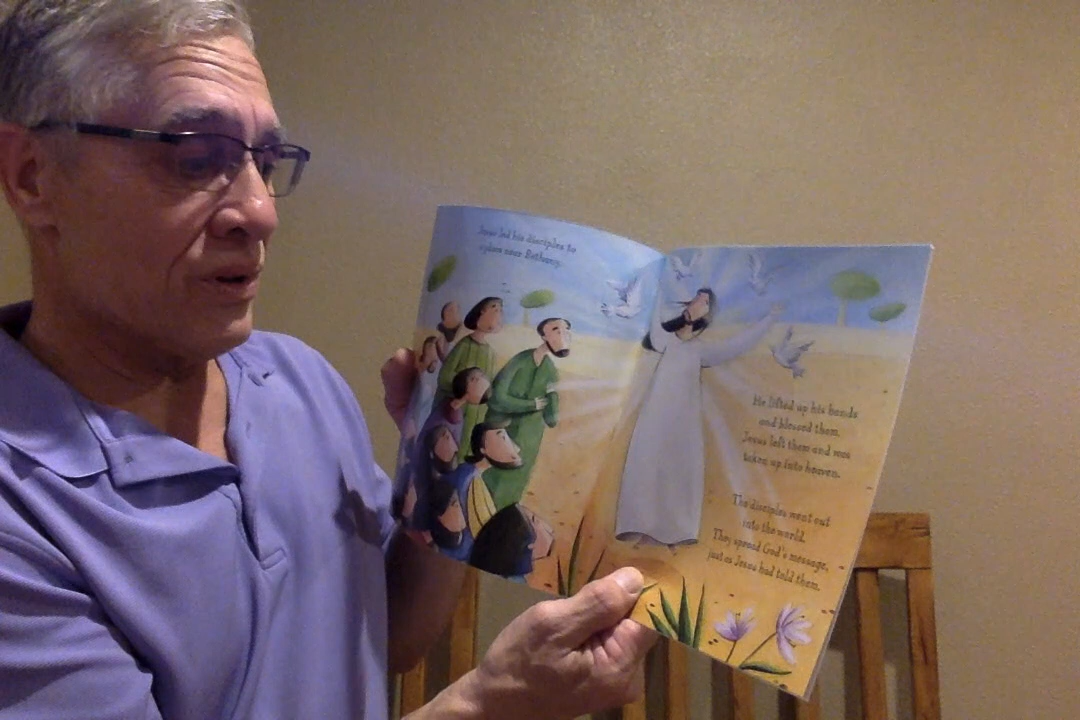 Jesus led his disciples to
a place near Bethany.
He lifted up his hands
and blessed them.
Jesus left them and was
taken up into heaven.
The disciples went out
into the world.
They spread God's message,
just as Jesus had told them.